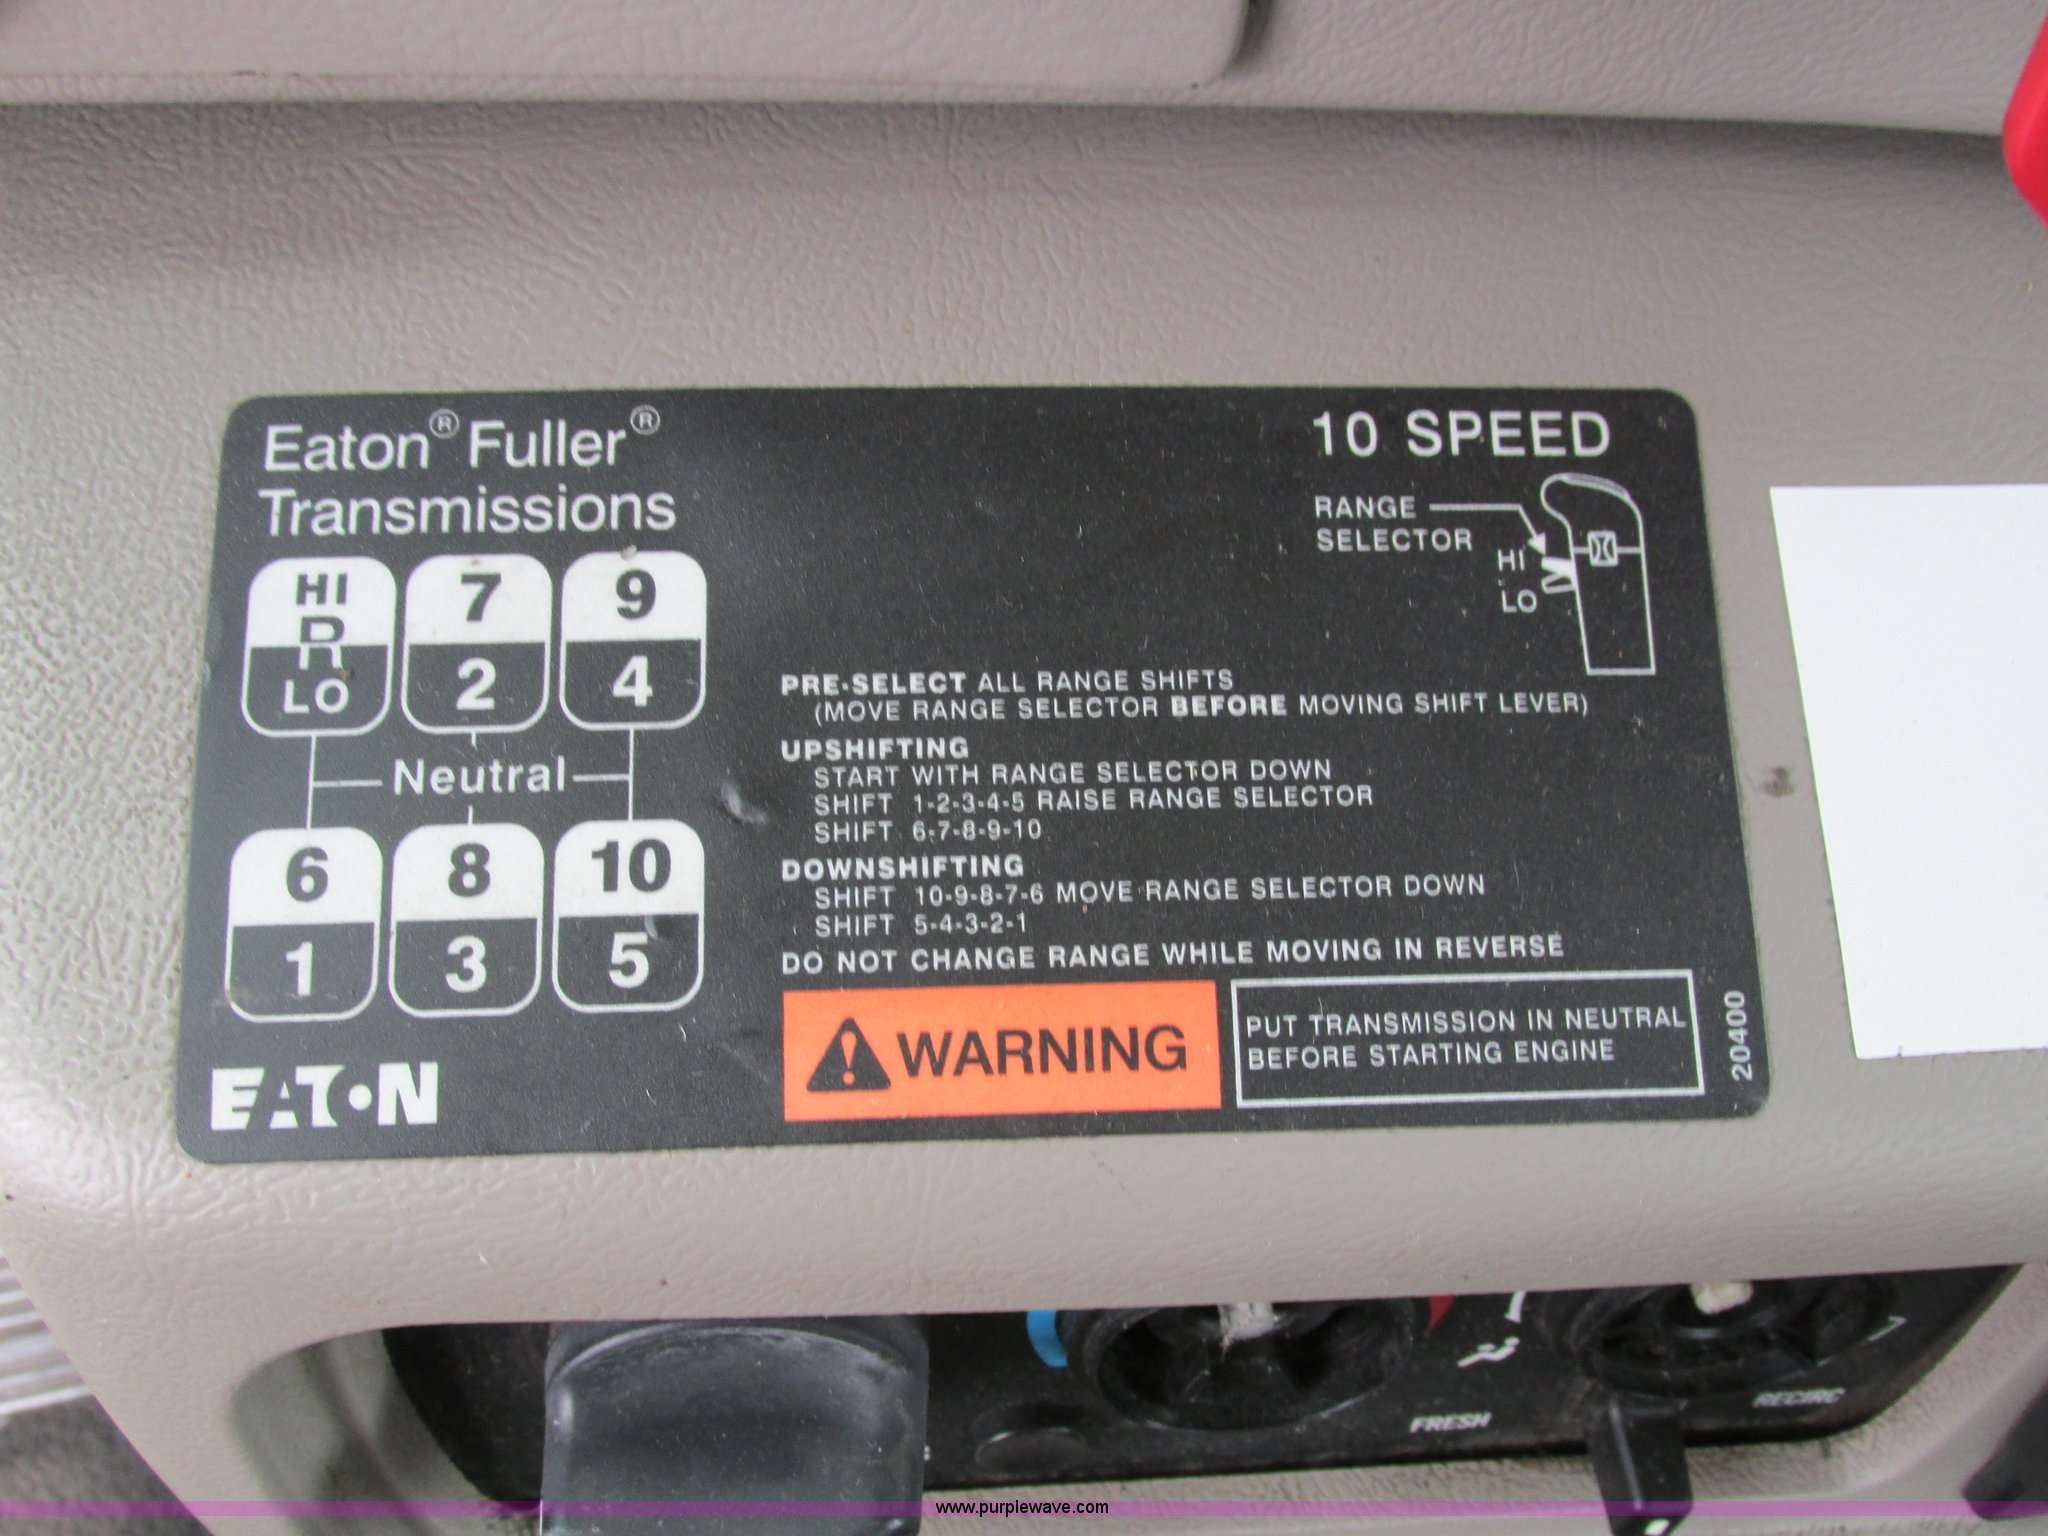 Eaton® Fuller®
Transmissions
10 SPEED
RANGE
SELECTOR
HI
LO
HI
R
LO
7
2
9
4
Neutral
6
1
8
3
10
5
PRE-SELECT ALL RANGE SHIFTS
(MOVE RANGE SELECTOR BEFORE MOVING SHIFT LEVER)
UPSHIFTING
START WITH RANGE SELECTOR DOWN
SHIFT 1-2-3-4-5 RAISE RANGE SELECTOR
SHIFT 6-7-8-9-10
DOWNSHIFTING
SHIFT 10-9-8-7-6 MOVE RANGE SELECTOR DOWN
SHIFT 5-4-3-2-1
DO NOT CHANGE RANGE WHILE MOVING IN REVERSE
WARNING
PUT TRANSMISSION IN NEUTRAL
BEFORE STARTING ENGINE
20400
EATON
FRESH
RECIRC
www.purplewave.com